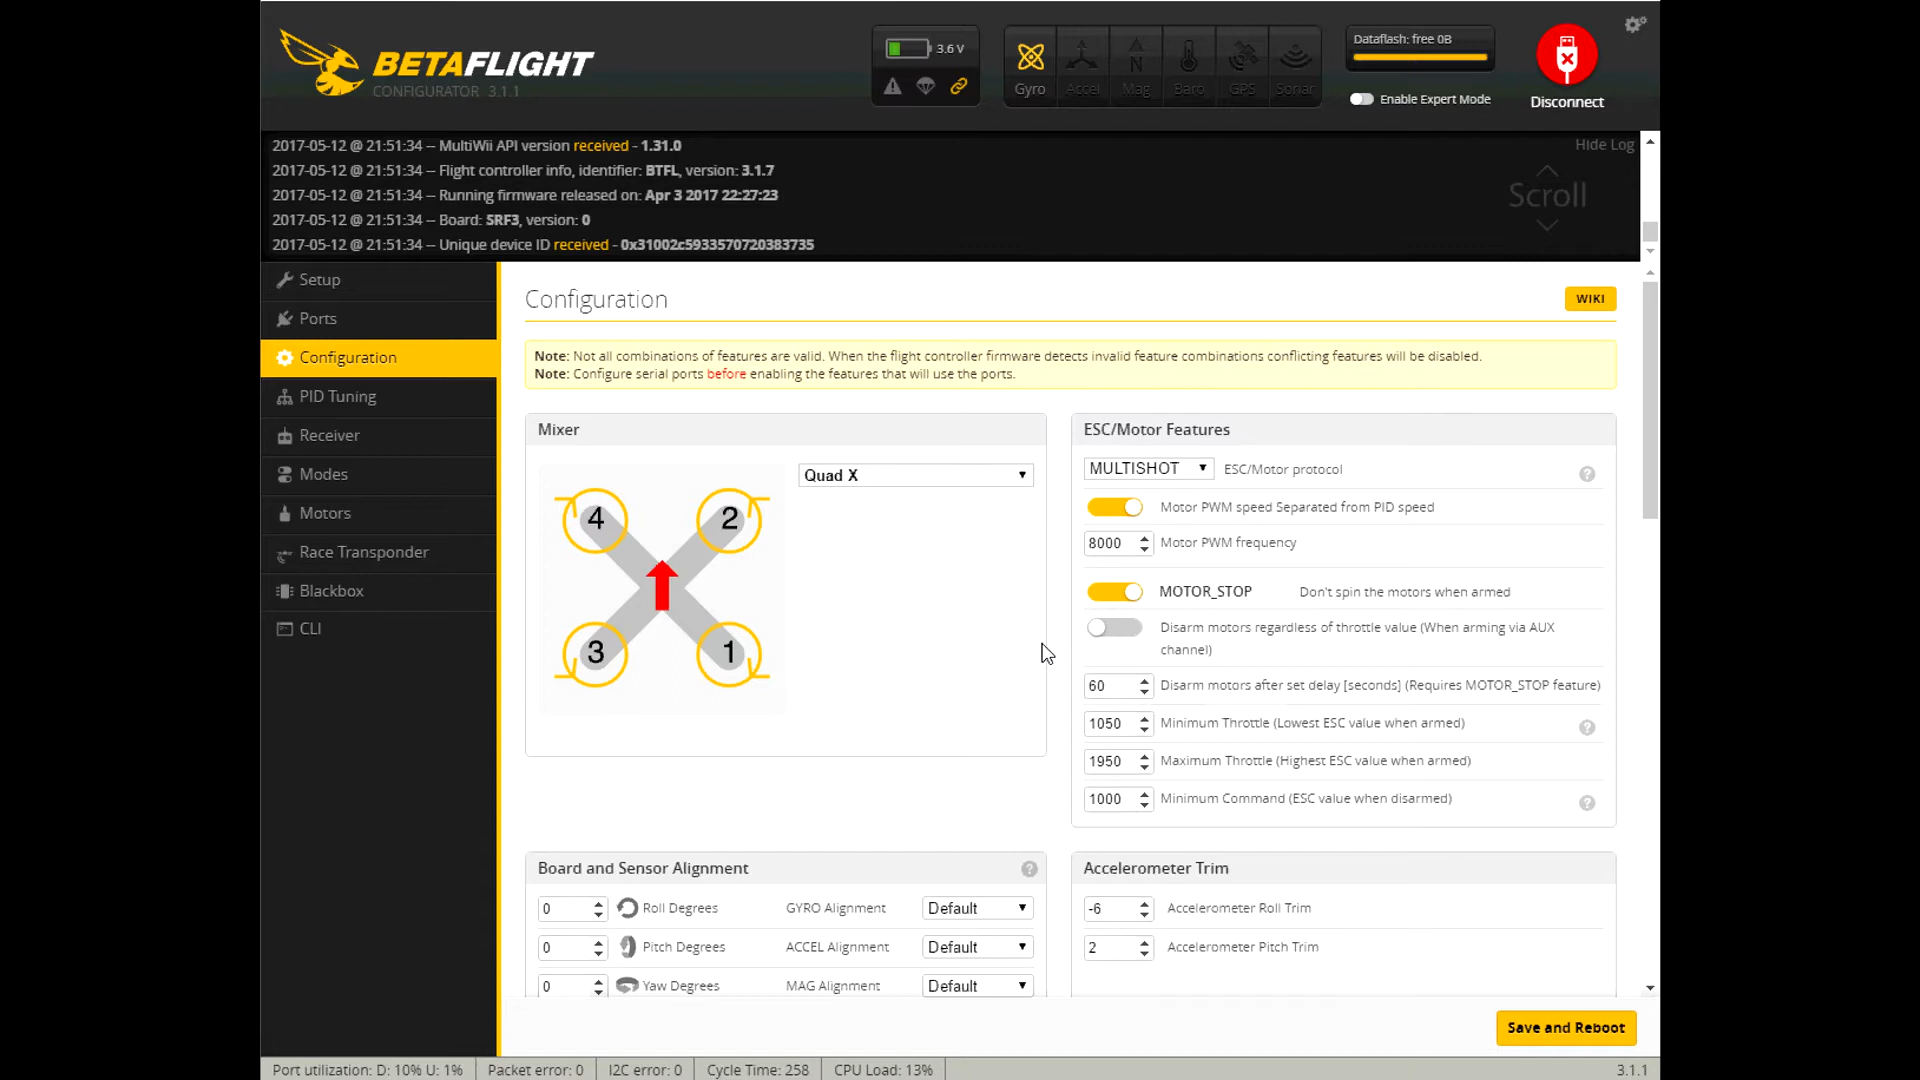 BETAFLIGHT
CONFIGURATOR 3.1.1
3.6 V
Gyro
Accel
Mag
Baro
GPS
Sonar
Dataflash: free 0B
Enable Expert Mode
Disconnect
2017-05-12 @ 21:51:34 -- MultiWii API version received - 1.31.0
2017-05-12 @ 21:51:34 -- Flight controller info, identifier: BTFL, version: 3.1.7
2017-05-12 @ 21:51:34 -- Running firmware released on: Apr 3 2017 22:27:23
2017-05-12 @ 21:51:34 -- Board: SRF3, version: 0
2017-05-12 @ 21:51:34 -- Unique device ID received - 0x31002c5933570720383735
Hide Log
Scroll
Setup
Ports
Configuration
PID Tuning
Receiver
Modes
Motors
Race Transponder
Blackbox
CLI
Configuration
WIKI
Note: Not all combinations of features are valid. When the flight controller firmware detects invalid feature combinations conflicting features will be disabled.
Note: Configure serial ports before enabling the features that will use the ports.
Mixer
Quad X
4 2
3 1
ESC/Motor Features
MULTISHOT ESC/Motor protocol ?
Motor PWM speed Separated from PID speed
8000 Motor PWM frequency
MOTOR_STOP Don't spin the motors when armed
Disarm motors regardless of throttle value (When arming via AUX
channel)
60 Disarm motors after set delay [seconds] (Requires MOTOR_STOP feature)
1050 Minimum Throttle (Lowest ESC value when armed) ?
1950 Maximum Throttle (Highest ESC value when armed)
1000 Minimum Command (ESC value when disarmed) ?
Board and Sensor Alignment ?
0 Roll Degrees GYRO Alignment Default
0 Pitch Degrees ACCEL Alignment Default
0 Yaw Degrees MAG Alignment Default
Accelerometer Trim
-6 Accelerometer Roll Trim
2 Accelerometer Pitch Trim
Save and Reboot
Port utilization: D: 10% U: 1% Packet error: 0 I2C error: 0 Cycle Time: 258 CPU Load: 13% 3.1.1